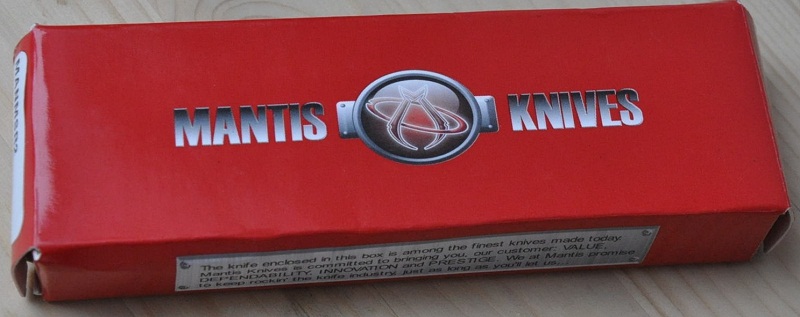 MANTIS KNIVES
The knife enclosed in this box is among the finest knives made today.
Mantis Knives is committed to bringing you, our customer: VALUE,
DEPENDABILITY, INNOVATION and PRESTIGE. We at Mantis promise
to keep rockin' the knife industry just as long as you'll let us...